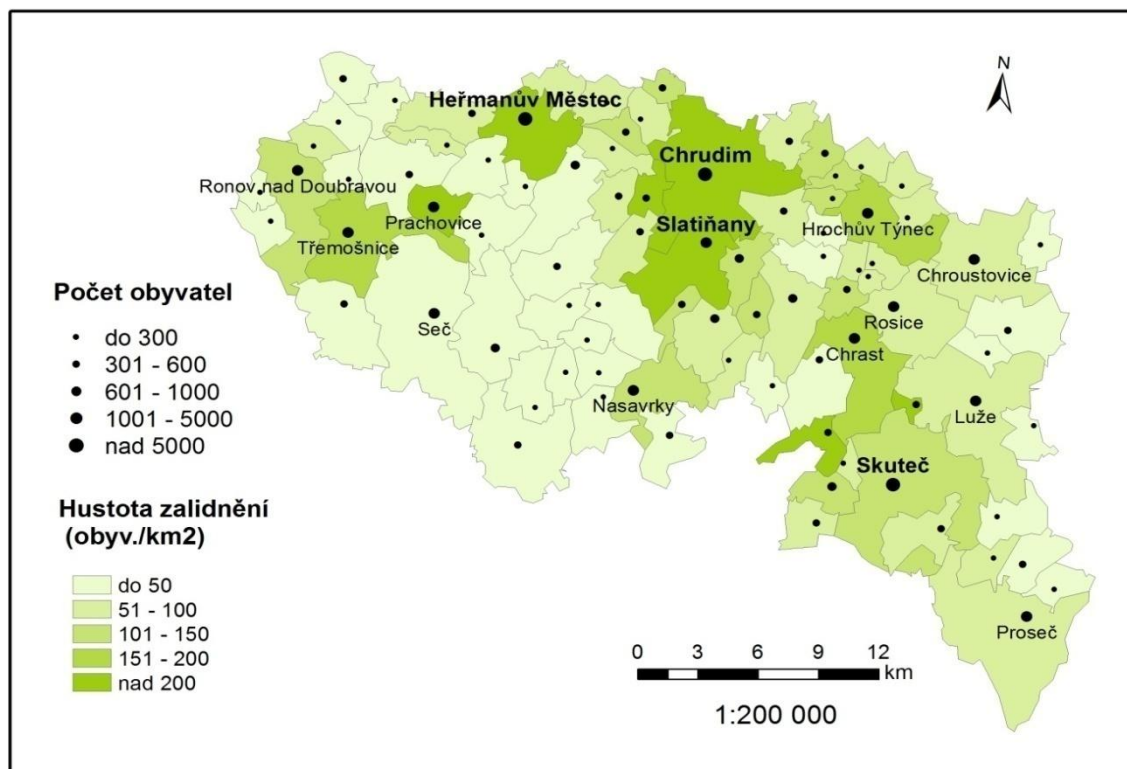 N
Heřmanův Městec
Chrudim
Ronov nad Doubravou
Prachovice
Slatiňany
Hrochův Týnec
Třemošnice
Chroustovice
Seč
Rosice
Chrast
Nasavrky
Luže
Skuteč
Proseč
Počet obyvatel
do 300
301 - 600
601 - 1000
1001 - 5000
nad 5000
Hustota zalidnění
(obyv./km2)
do 50
51 - 100
101 - 150
151 - 200
nad 200
0 3 6 9 12
km
1:200 000